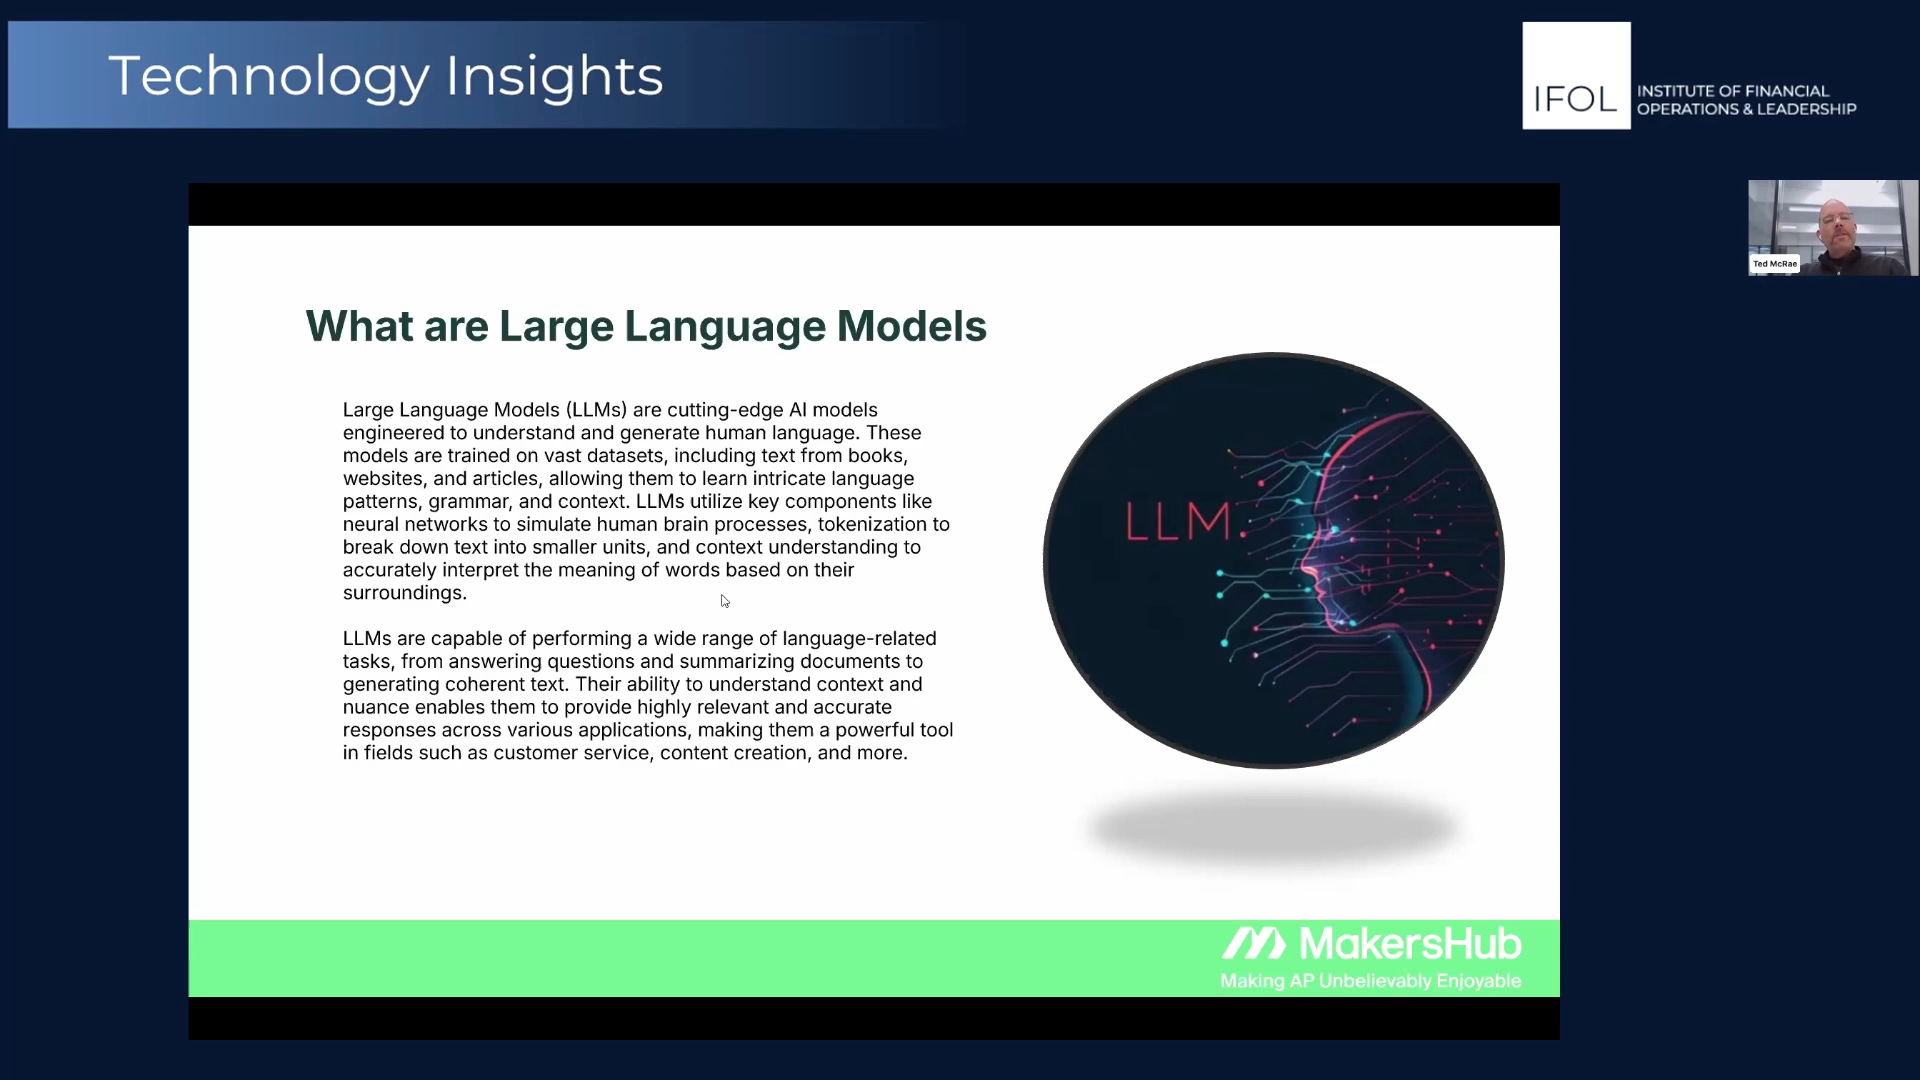 Technology Insights
IFOL
INSTITUTE OF FINANCIAL
OPERATIONS & LEADERSHIP
Ted McRae
What are Large Language Models
Large Language Models (LLMs) are cutting-edge AI models
engineered to understand and generate human language. These
models are trained on vast datasets, including text from books,
websites, and articles, allowing them to learn intricate language
patterns, grammar, and context. LLMs utilize key components like
neural networks to simulate human brain processes, tokenization to
break down text into smaller units, and context understanding to
accurately interpret the meaning of words based on their
surroundings.
LLMs are capable of performing a wide range of language-related
tasks, from answering questions and summarizing documents to
generating coherent text. Their ability to understand context and
nuance enables them to provide highly relevant and accurate
responses across various applications, making them a powerful tool
in fields such as customer service, content creation, and more.
LLM
MakersHub
Making AP Unbelievably Enjoyable